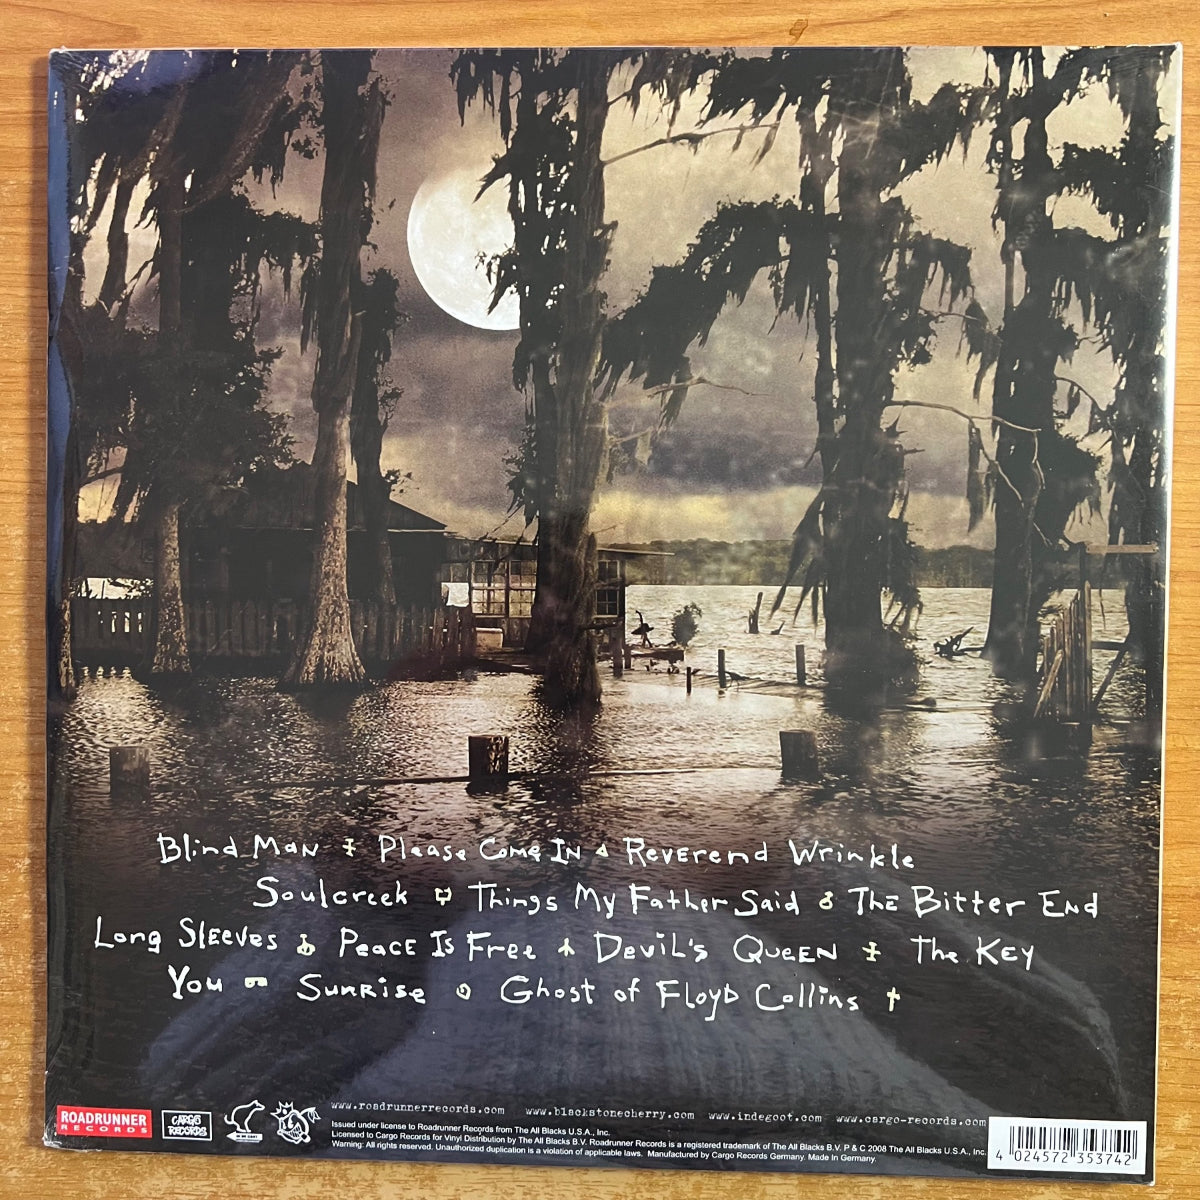 Blind Man Please Come In Reverend Wrinkle
Soulcreek Things My Father Said The Bitter End
Long Sleeves Peace Is Free Devil's Queen The Key
You Sunrise Ghost of Floyd Collins
ROADRUNNER
RECORDS
CARGO
RECORDS
www.roadrunnerrecords.com www.blackstonecherry.com www.indegoot.com www.cargo-records.com
Issued under license to Roadrunner Records from The All Blacks U.S.A., Inc.
Licensed to Cargo Records for Vinyl Distribution by The All Blacks B.V. Roadrunner Records is a registered trademark of The All Blacks B.V. P & C 2008 The All Blacks U.S.A., Inc.
Warning: All rights reserved. Unauthorized duplication is a violation of applicable laws. Manufactured by Cargo Records Germany. Made In Germany.
4 024572 353742